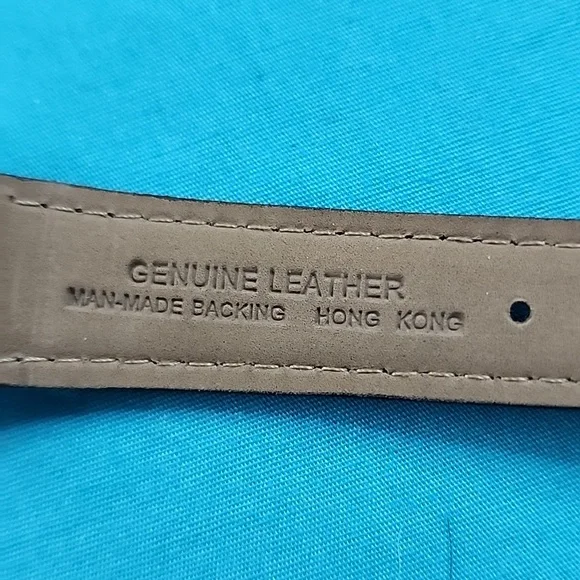 GENUINE LEATHER
MAN-MADE BACKING HONG KONG